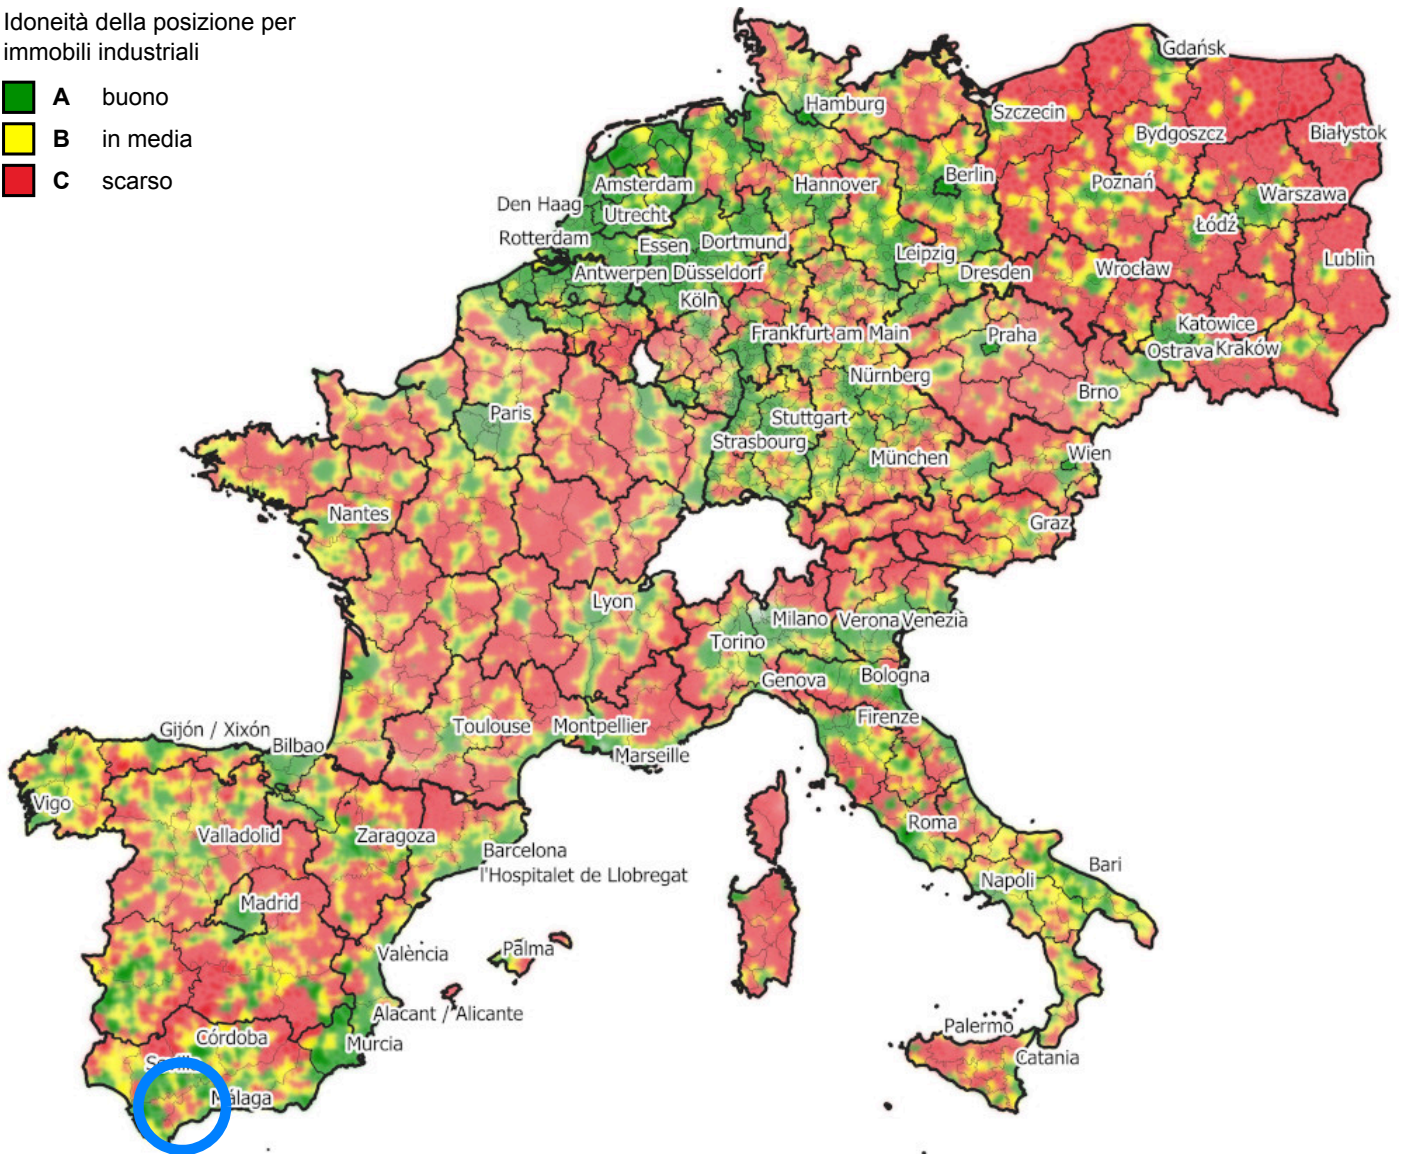 Idoneità della posizione per
immobili industriali
A buono
B in media
C scarso
Gdańsk
Hamburg
Szczecin
Bydgoszcz
Białystok
Amsterdam
Hannover
Berlin
Poznań
Warszawa
Den Haag
Utrecht
Łódź
Rotterdam
Essen
Dortmund
Leipzig
Lublin
Antwerpen
Düsseldorf
Dresden
Wrocław
Köln
Katowice
Frankfurt am Main
Praha
Ostrava
Kraków
Nürnberg
Brno
Paris
Stuttgart
Strasbourg
München
Wien
Nantes
Graz
Lyon
Milano
Verona
Venezia
Torino
Genova
Bologna
Firenze
Gijón / Xixón
Toulouse
Montpellier
Bilbao
Marseille
Vigo
Valladolid
Zaragoza
Roma
Barcelona
l'Hospitalet de Llobregat
Bari
Napoli
Madrid
València
Palma
Alacant / Alicante
Palermo
Córdoba
Murcia
Catania
Málaga